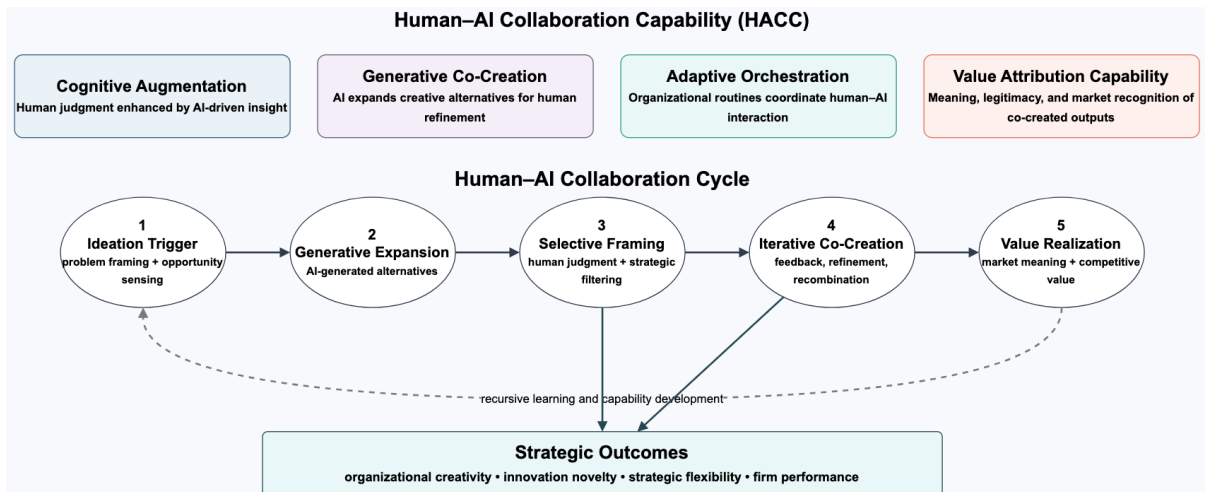 Human–AI Collaboration Capability (HACC)
Cognitive Augmentation
Human judgment enhanced by AI-driven insight
Generative Co-Creation
AI expands creative alternatives for human
refinement
Adaptive Orchestration
Organizational routines coordinate human–AI
interaction
Value Attribution Capability
Meaning, legitimacy, and market recognition of
co-created outputs
Human–AI Collaboration Cycle
1
Ideation Trigger
problem framing + opportunity
sensing
2
Generative Expansion
AI-generated alternatives
3
Selective Framing
human judgment + strategic
filtering
4
Iterative Co-Creation
feedback, refinement,
recombination
5
Value Realization
market meaning + competitive
value
recursive learning and capability development
Strategic Outcomes
organizational creativity • innovation novelty • strategic flexibility • firm performance